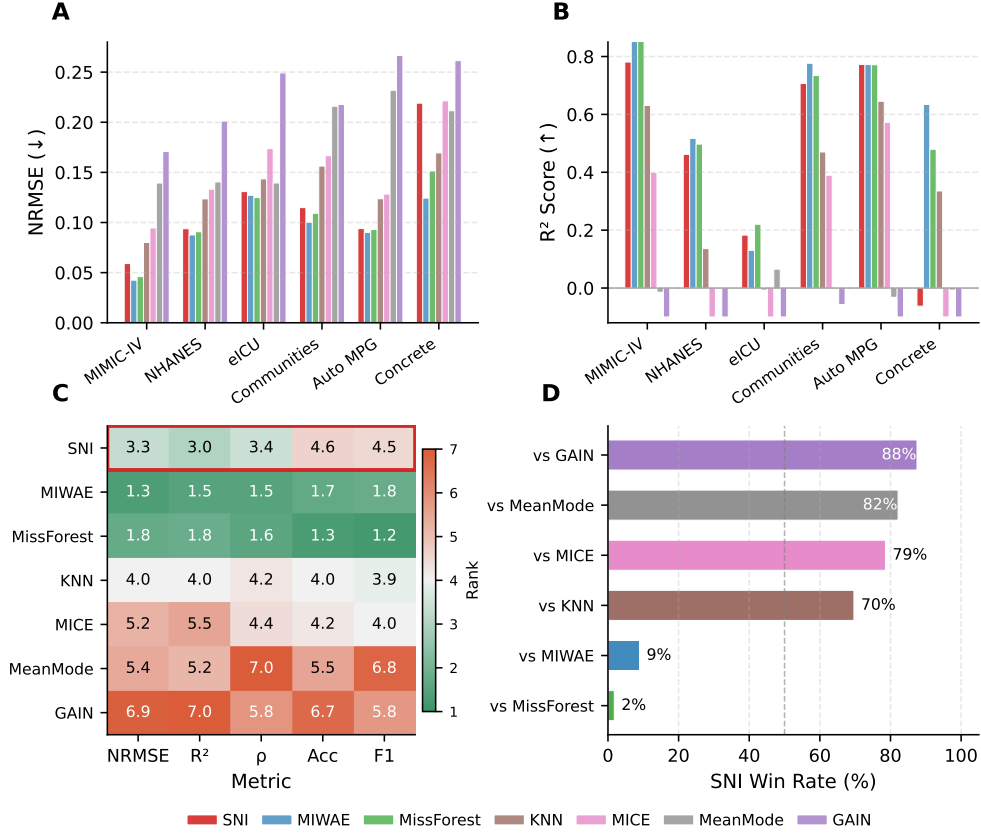 A
NRMSE (↓)
0.25
0.20
0.15
0.10
0.05
0.00
MIMIC-IV
NHANES
eICU
Communities
Auto MPG
Concrete
B
R² Score (↑)
0.8
0.6
0.4
0.2
0.0
MIMIC-IV
NHANES
eICU
Communities
Auto MPG
Concrete
C
SNI 3.3 3.0 3.4 4.6 4.5
MIWAE 1.3 1.5 1.5 1.7 1.8
MissForest 1.8 1.8 1.6 1.3 1.2
KNN 4.0 4.0 4.2 4.0 3.9
MICE 5.2 5.5 4.4 4.2 4.0
MeanMode 5.4 5.2 7.0 5.5 6.8
GAIN 6.9 7.0 5.8 6.7 5.8
NRMSE R² ρ Acc F1
Metric
7
6
5
4
3
2
1
Rank
D
vs GAIN 88%
vs MeanMode 82%
vs MICE 79%
vs KNN 70%
vs MIWAE 9%
vs MissForest 2%
0 20 40 60 80 100
SNI Win Rate (%)
SNI MIWAE MissForest KNN MICE MeanMode GAIN